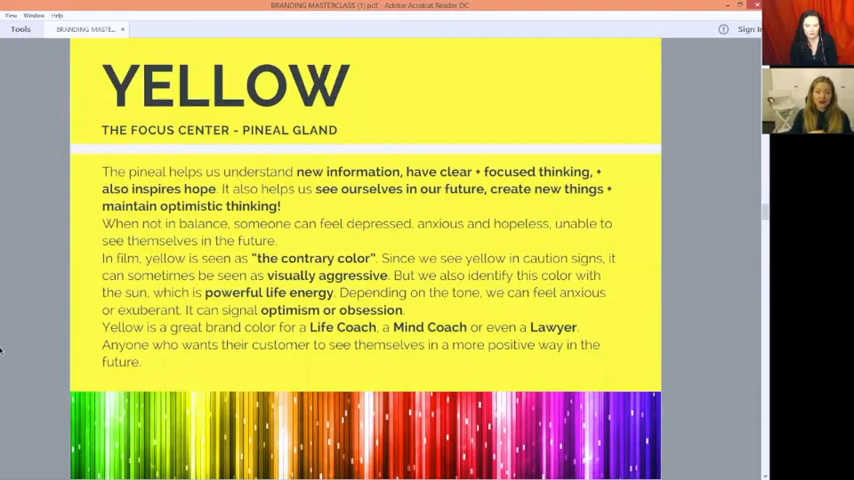 BRANDING MASTERCLASS (1).pdf - Adobe Acrobat Reader DC
View Window Help
Tools BRANDING MASTE... × Sign In
YELLOW
THE FOCUS CENTER - PINEAL GLAND
The pineal helps us understand new information, have clear + focused thinking, +
also inspires hope. It also helps us see ourselves in our future, create new things +
maintain optimistic thinking!
When not in balance, someone can feel depressed, anxious and hopeless, unable to
see themselves in the future.
In film, yellow is seen as “the contrary color”. Since we see yellow in caution signs, it
can sometimes be seen as visually aggressive. But we also identify this color with
the sun, which is powerful life energy. Depending on the tone, we can feel anxious
or exuberant. It can signal optimism or obsession.
Yellow is a great brand color for a Life Coach, a Mind Coach or even a Lawyer.
Anyone who wants their customer to see themselves in a more positive way in the
future.